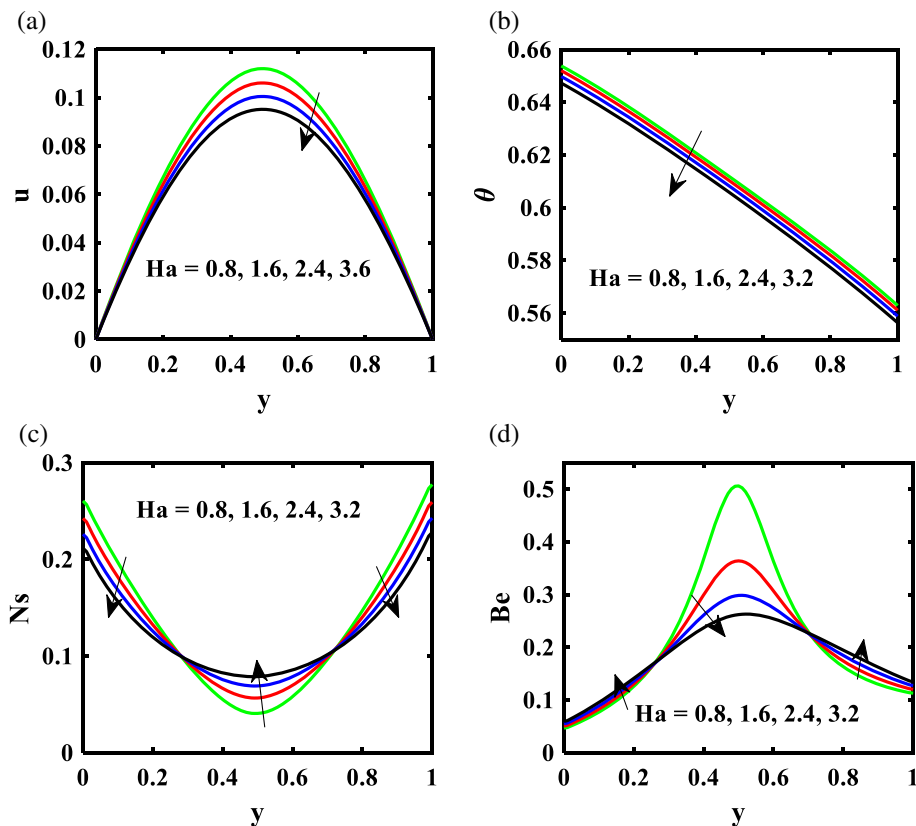 (a)
0.12
0.1
0.08
0.06
0.04
0.02
0
u
Ha = 0.8, 1.6, 2.4, 3.6
0 0.2 0.4 0.6 0.8 1
y
(b)
0.66
0.64
0.62
0.6
0.58
0.56
θ
Ha = 0.8, 1.6, 2.4, 3.2
0 0.2 0.4 0.6 0.8 1
y
(c)
0.3
0.2
0.1
0
Ns
Ha = 0.8, 1.6, 2.4, 3.2
0 0.2 0.4 0.6 0.8 1
y
(d)
0.5
0.4
0.3
0.2
0.1
0
Be
Ha = 0.8, 1.6, 2.4, 3.2
0 0.2 0.4 0.6 0.8 1
y